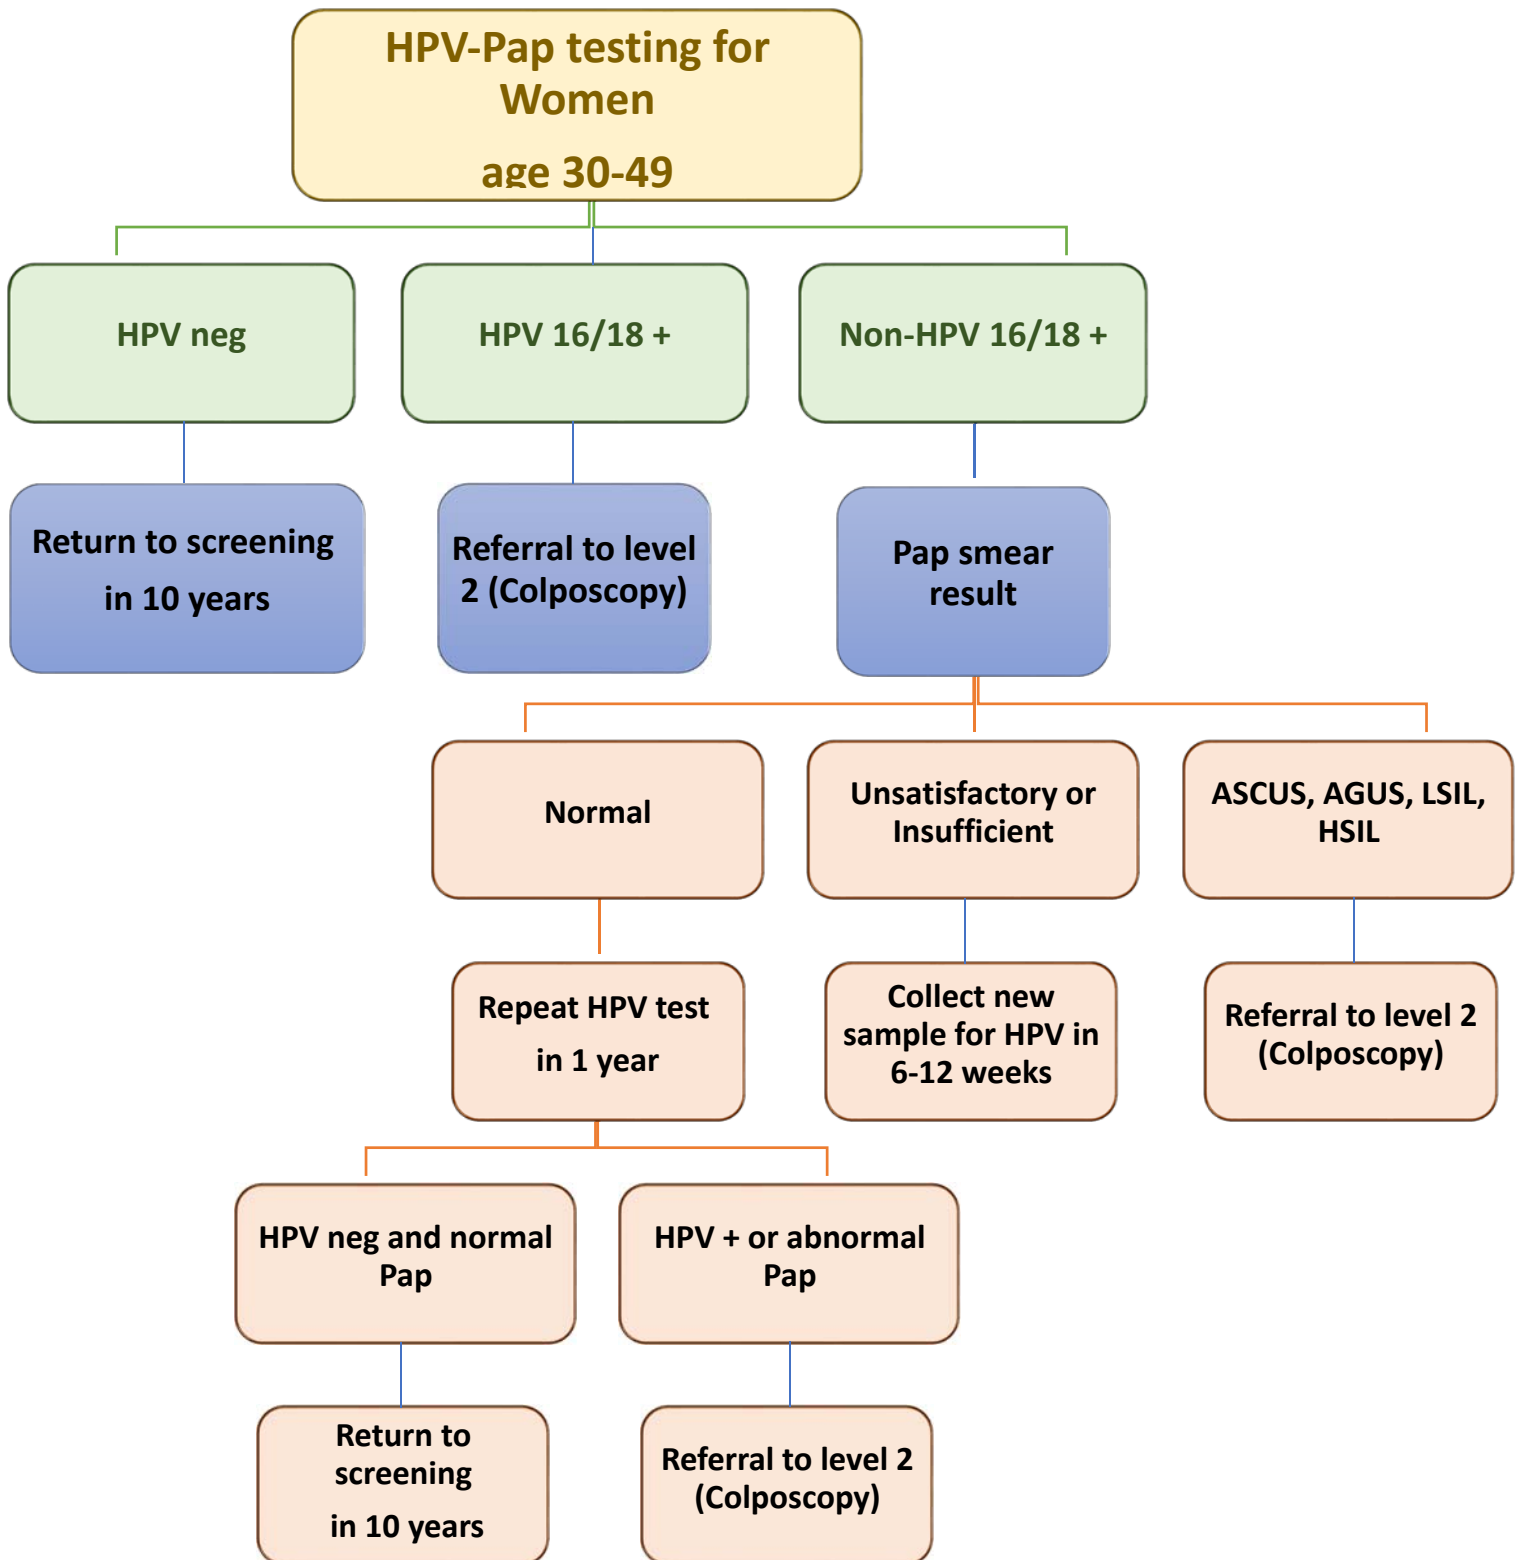 HPV-Pap testing for
Women
age 30-49
HPV neg
HPV 16/18 +
Non-HPV 16/18 +
Return to screening
in 10 years
Referral to level
2 (Colposcopy)
Pap smear
result
Normal
Unsatisfactory or
Insufficient
ASCUS, AGUS, LSIL,
HSIL
Repeat HPV test
in 1 year
Collect new
sample for HPV in
6-12 weeks
Referral to level 2
(Colposcopy)
HPV neg and normal
Pap
HPV + or abnormal
Pap
Return to
screening
in 10 years
Referral to level 2
(Colposcopy)